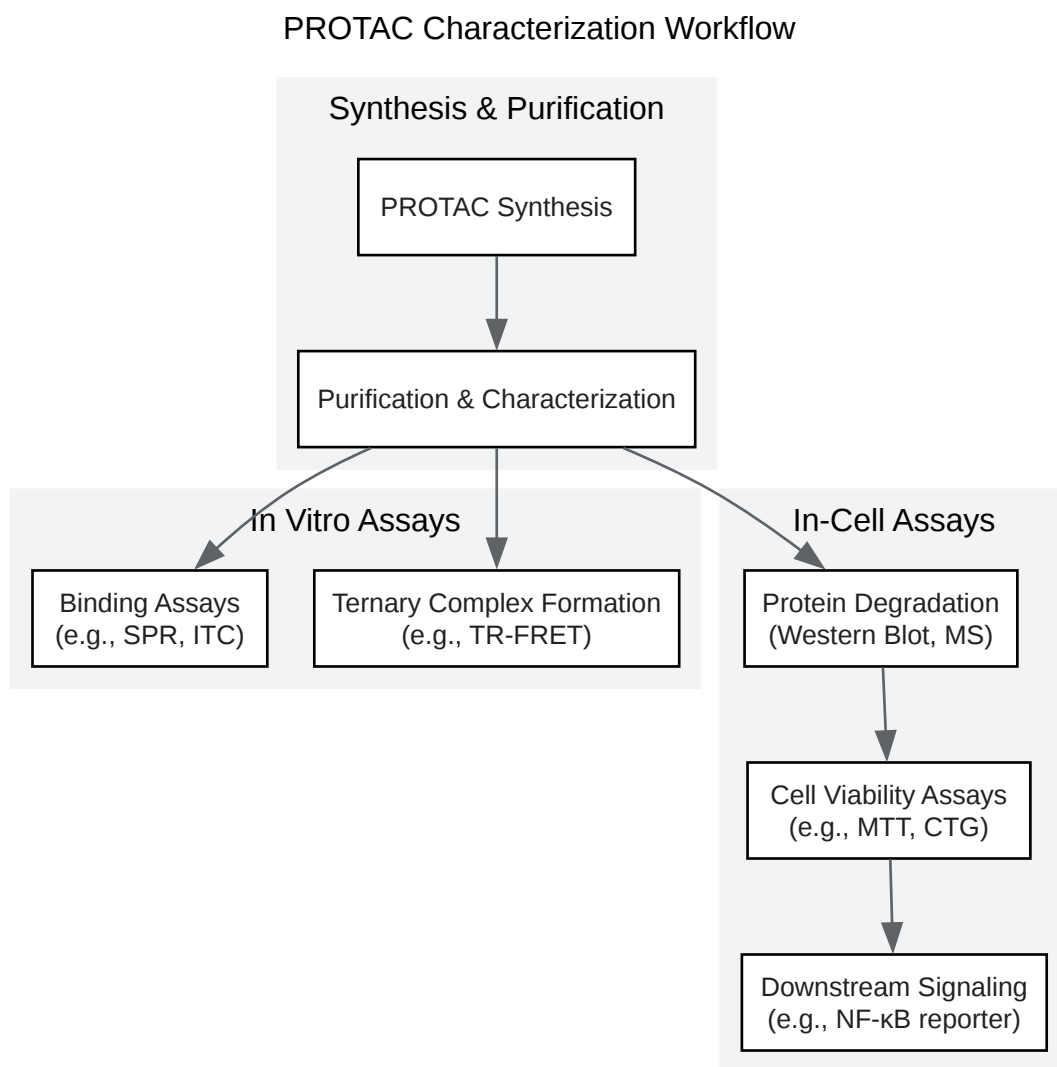 PROTAC Characterization Workflow
Synthesis & Purification
PROTAC Synthesis
Purification & Characterization
In Vitro Assays
Binding Assays
(e.g., SPR, ITC)
Ternary Complex Formation
(e.g., TR-FRET)
In-Cell Assays
Protein Degradation
(Western Blot, MS)
Cell Viability Assays
(e.g., MTT, CTG)
Downstream Signaling
(e.g., NF-κB reporter)